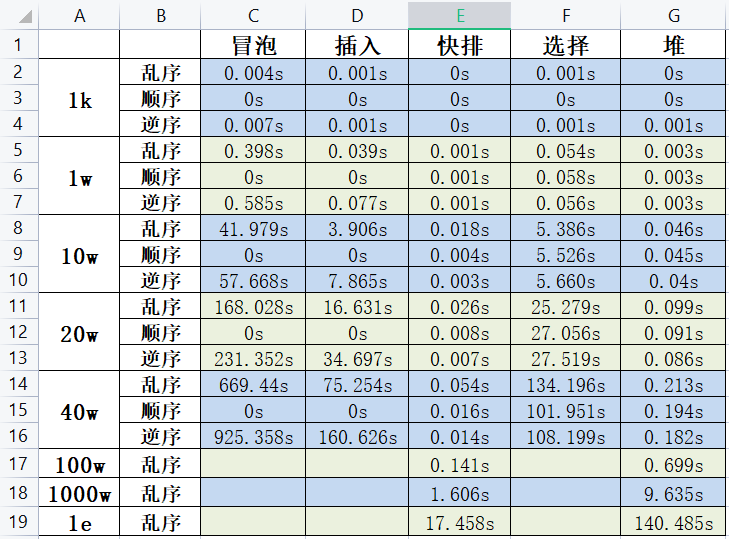 A B C D E F G
1 冒泡 插入 快排 选择 堆
2 乱序 0.004s 0.001s 0s 0.001s 0s
3 1k 顺序 0s 0s 0s 0s 0s
4 逆序 0.007s 0.001s 0s 0.001s 0.001s
5 乱序 0.398s 0.039s 0.001s 0.054s 0.003s
6 1w 顺序 0s 0s 0.001s 0.058s 0.003s
7 逆序 0.585s 0.077s 0.001s 0.056s 0.003s
8 乱序 41.979s 3.906s 0.018s 5.386s 0.046s
9 10w 顺序 0s 0s 0.004s 5.526s 0.045s
10 逆序 57.668s 7.865s 0.003s 5.660s 0.04s
11 乱序 168.028s 16.631s 0.026s 25.279s 0.099s
12 20w 顺序 0s 0s 0.008s 27.056s 0.091s
13 逆序 231.352s 34.697s 0.007s 27.519s 0.086s
14 乱序 669.44s 75.254s 0.054s 134.196s 0.213s
15 40w 顺序 0s 0s 0.016s 101.951s 0.194s
16 逆序 925.358s 160.626s 0.014s 108.199s 0.182s
17 100w 乱序 0.141s 0.699s
18 1000w 乱序 1.606s 9.635s
19 1e 乱序 17.458s 140.485s